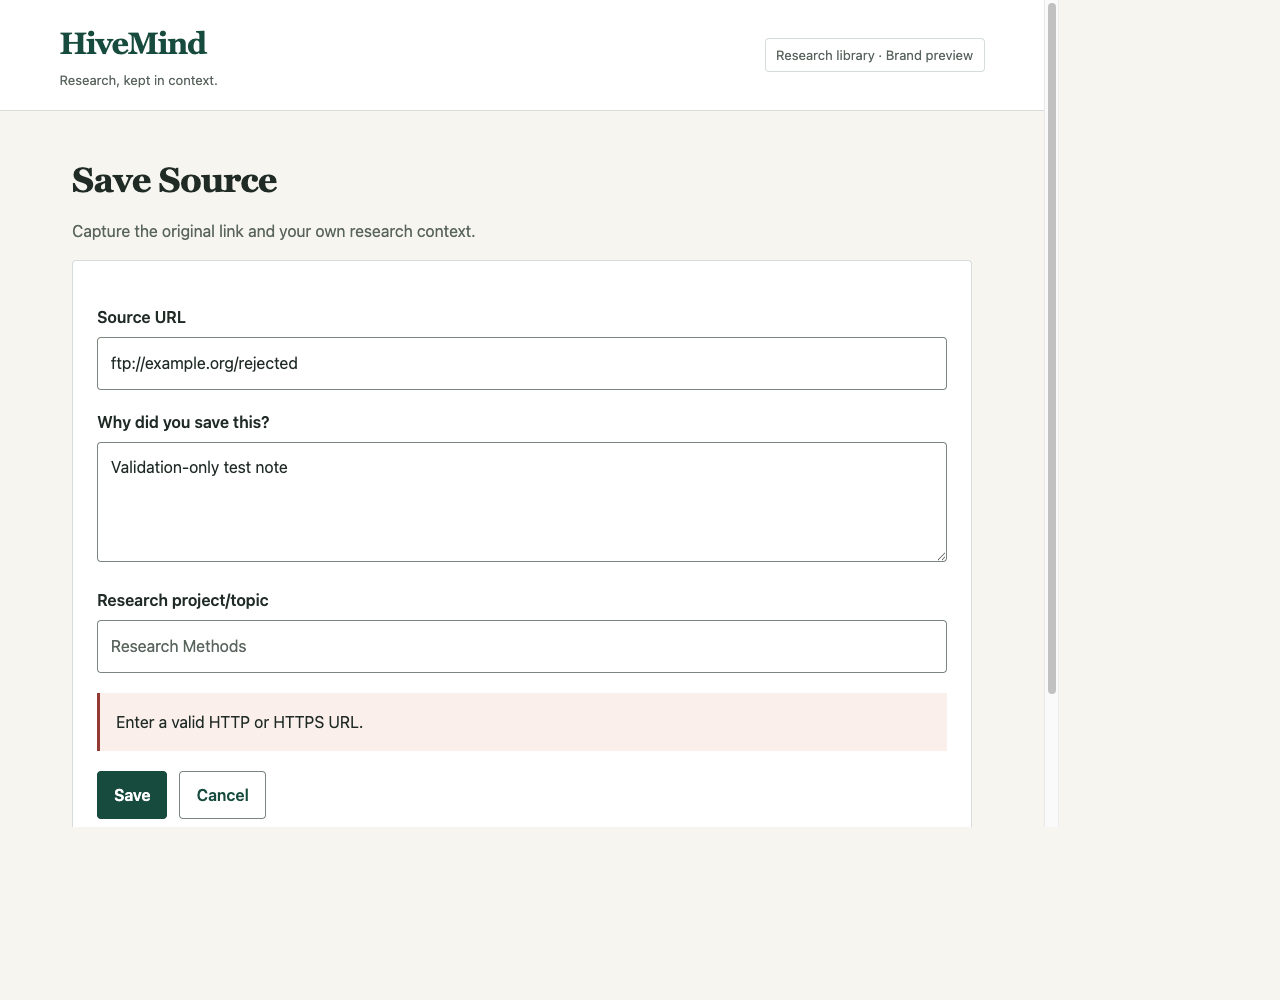 HiveMind
Research, kept in context.
Research library · Brand preview
Save Source
Capture the original link and your own research context.
Source URL
ftp://example.org/rejected
Why did you save this?
Validation-only test note
Research project/topic
Research Methods
Enter a valid HTTP or HTTPS URL.
Save
Cancel